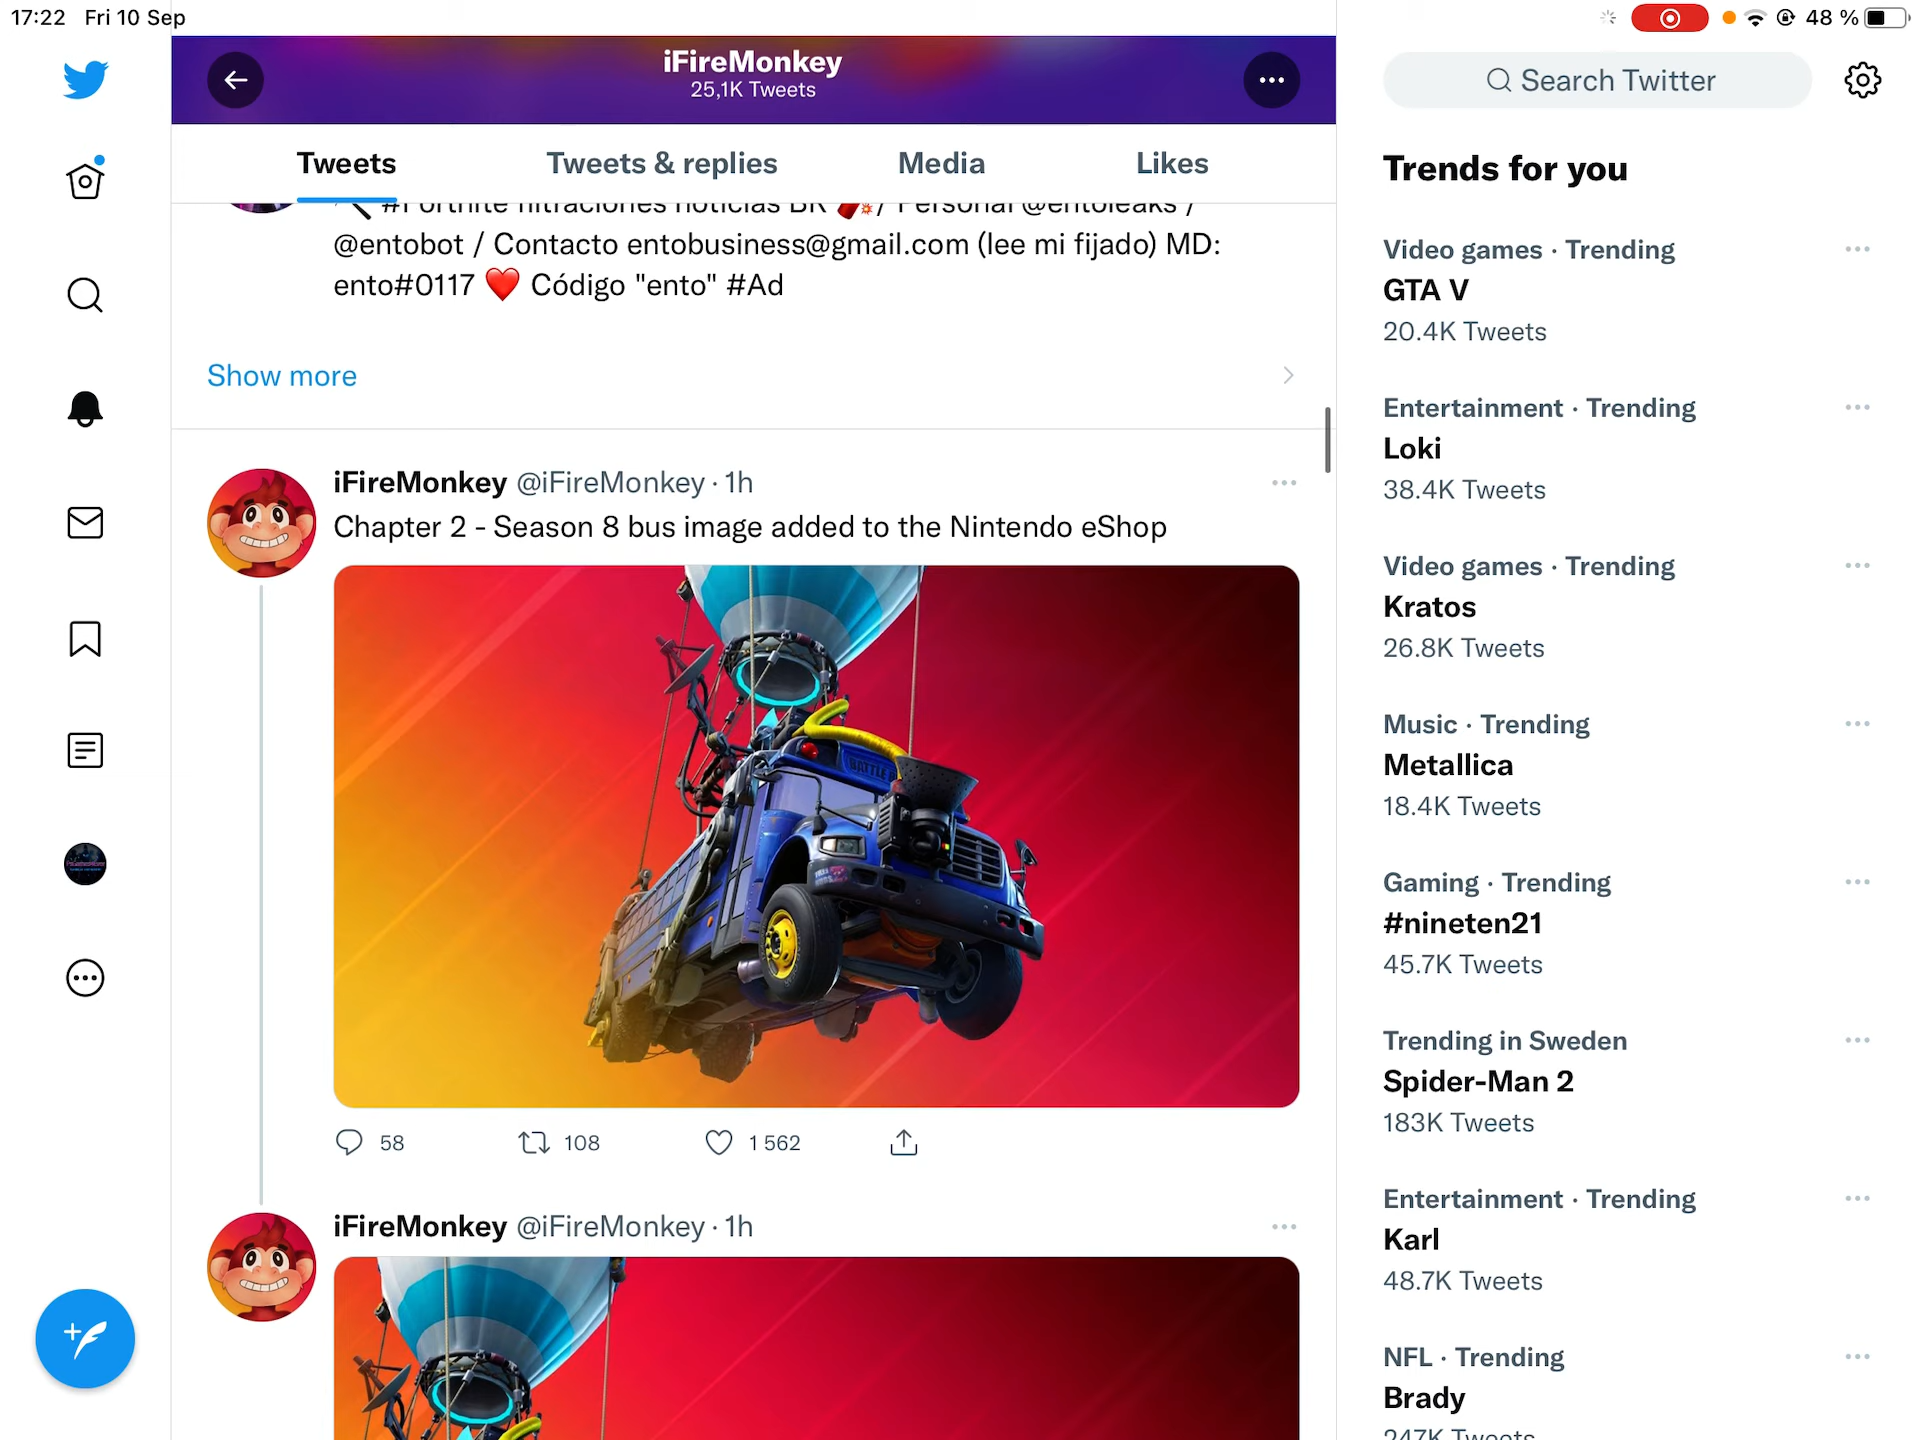 17:22 Fri 10 Sep
48 %
iFireMonkey
25,1K Tweets
Search Twitter
Tweets
Tweets & replies
Media
Likes
#Fortnite filtraciones noticias BR / Personal @entoleaks /
@entobot / Contacto entobusiness@gmail.com (lee mi fijado) MD:
ento#0117 ❤️ Código "ento" #Ad
Show more
iFireMonkey @iFireMonkey · 1h
Chapter 2 - Season 8 bus image added to the Nintendo eShop
BATTLE B
58
108
1 562
iFireMonkey @iFireMonkey · 1h
Trends for you
Video games · Trending
GTA V
20.4K Tweets
Entertainment · Trending
Loki
38.4K Tweets
Video games · Trending
Kratos
26.8K Tweets
Music · Trending
Metallica
18.4K Tweets
Gaming · Trending
#nineten21
45.7K Tweets
Trending in Sweden
Spider-Man 2
183K Tweets
Entertainment · Trending
Karl
48.7K Tweets
NFL · Trending
Brady
247K Tweets